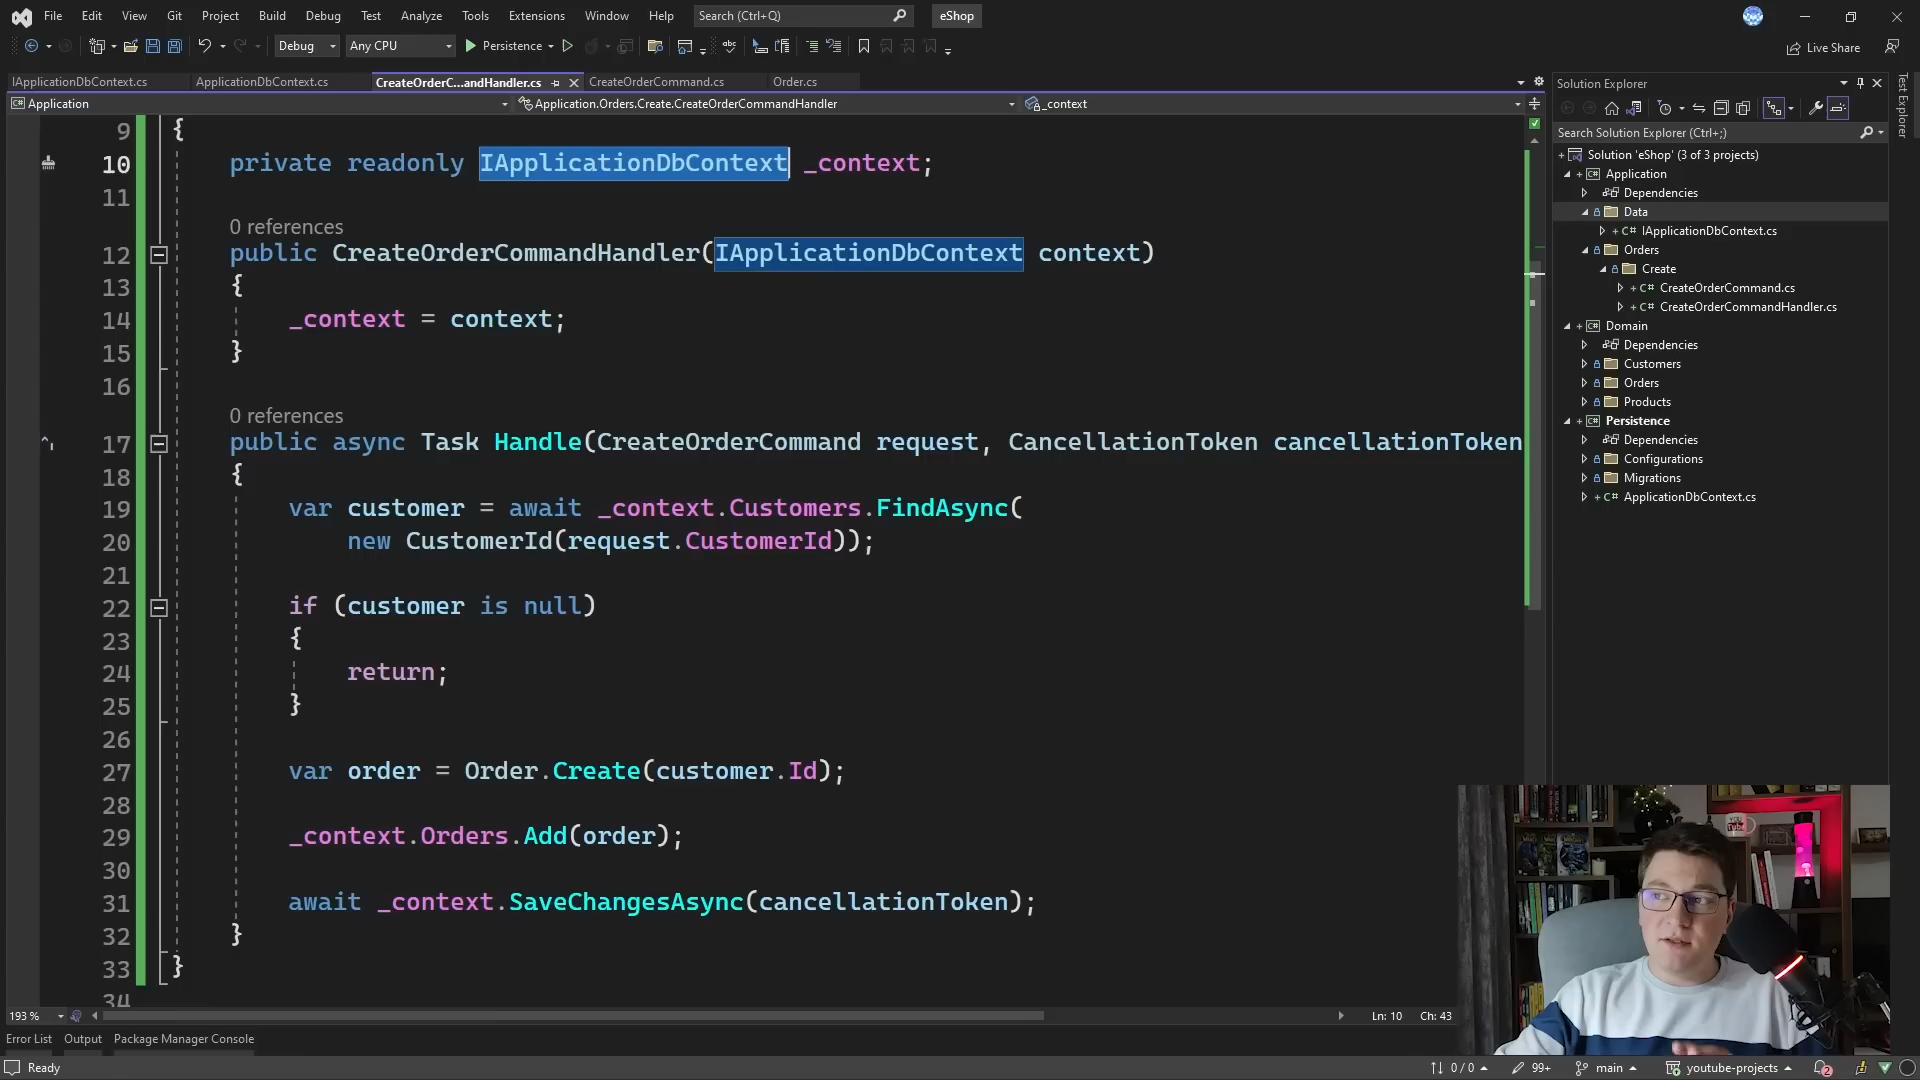 File Edit View Git Project Build Debug Test Analyze Tools Extensions Window Help Search (Ctrl+Q) eShop
Debug Any CPU Persistence Live Share
IApplicationDbContext.cs ApplicationDbContext.cs CreateOrderC...andHandler.cs CreateOrderCommand.cs Order.cs
Application Application.Orders.Create.CreateOrderCommandHandler _context
9 {
10 private readonly IApplicationDbContext _context;
11
0 references
12 public CreateOrderCommandHandler(IApplicationDbContext context)
13 {
14 _context = context;
15 }
16
0 references
17 public async Task Handle(CreateOrderCommand request, CancellationToken cancellationToken
18 {
19 var customer = await _context.Customers.FindAsync(
20 new CustomerId(request.CustomerId));
21
22 if (customer is null)
23 {
24 return;
25 }
26
27 var order = Order.Create(customer.Id);
28
29 _context.Orders.Add(order);
30
31 await _context.SaveChangesAsync(cancellationToken);
32 }
33 }
34
193 % Ln: 10 Ch: 43
Error List Output Package Manager Console
Ready 0 / 0 99+ main youtube-projects 2
Solution Explorer
Search Solution Explorer (Ctrl+;)
Solution 'eShop' (3 of 3 projects)
Application
Dependencies
Data
IApplicationDbContext.cs
Orders
Create
CreateOrderCommand.cs
CreateOrderCommandHandler.cs
Domain
Dependencies
Customers
Orders
Products
Persistence
Dependencies
Configurations
Migrations
ApplicationDbContext.cs
Test Explorer